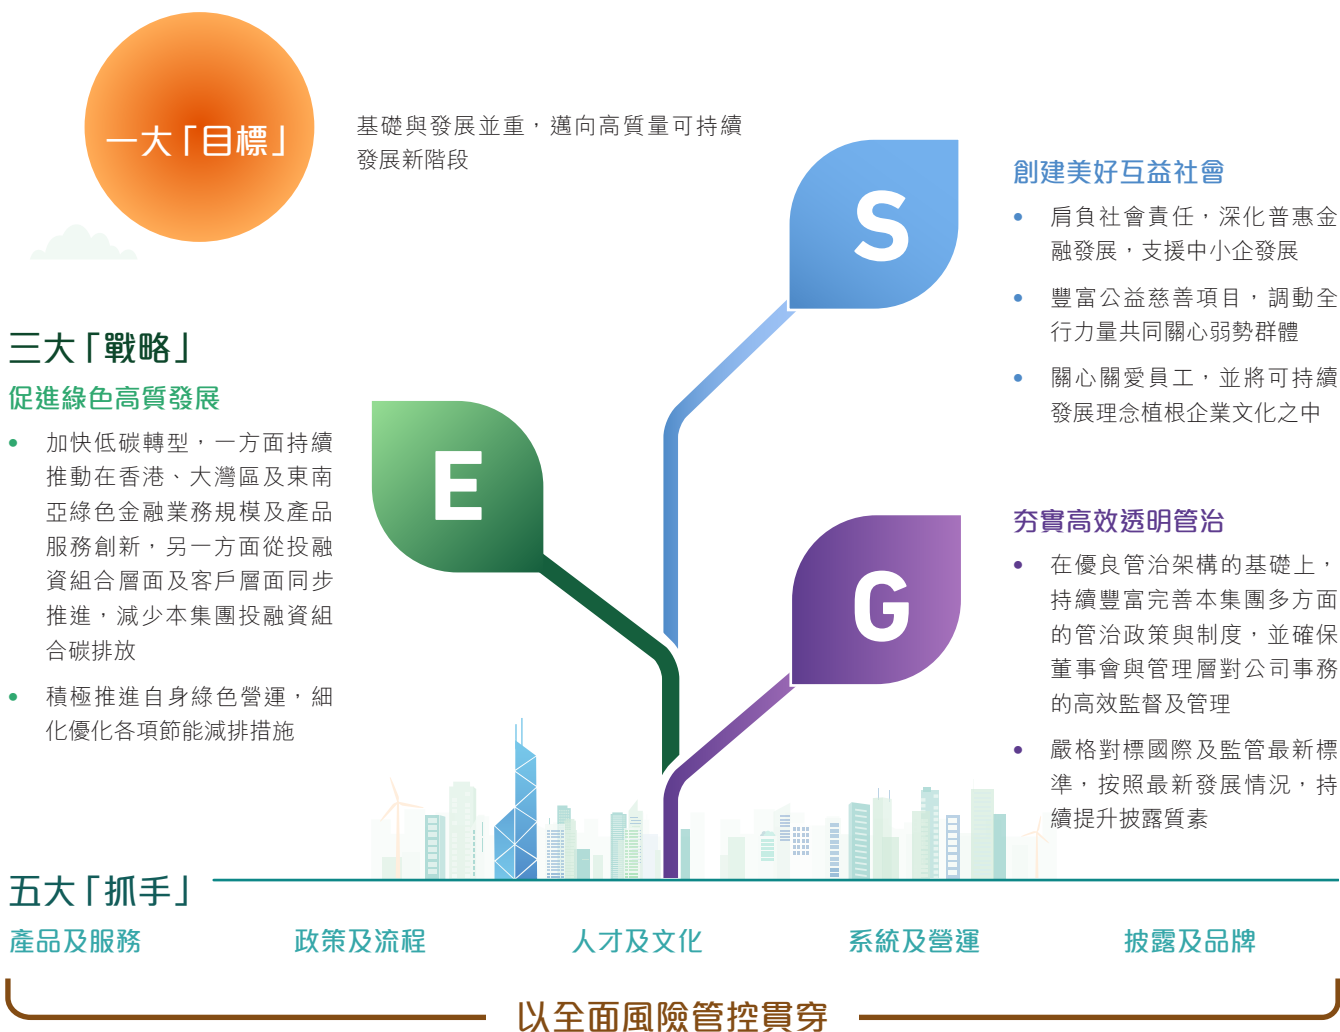 一大「目標」
基礎與發展並重，邁向高質量可持續
發展新階段
三大「戰略」
促進綠色高質發展
• 加快低碳轉型，一方面持續
推動在香港、大灣區及東南
亞綠色金融業務規模及產品
服務創新，另一方面從投融
資組合層面及客戶層面同步
推進，減少本集團投融資組
合碳排放
• 積極推進自身綠色營運，細
化優化各項節能減排措施
E
S
創建美好互益社會
• 肩負社會責任，深化普惠金
融發展，支援中小企發展
• 豐富公益慈善項目，調動全
行力量共同關心弱勢群體
• 關心關愛員工，並將可持續
發展理念植根企業文化之中
G
夯實高效透明管治
• 在優良管治架構的基礎上，
持續豐富完善本集團多方面
的管治政策與制度，並確保
董事會與管理層對公司事務
的高效監督及管理
• 嚴格對標國際及監管最新標
準，按照最新發展情況，持
續提升披露質素
五大「抓手」
產品及服務
政策及流程
人才及文化
系統及營運
披露及品牌
以全面風險管控貫穿